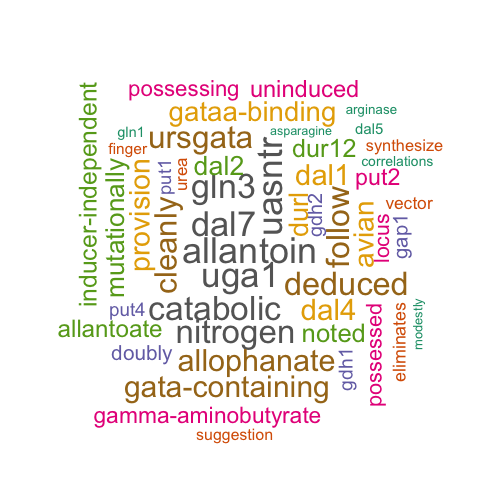 possessing uninduced
gataa-binding arginase
gln1 asparagine dal5
ursgata
finger dur12 synthesize
inducer-independent
mutationally
provision
put1
urea
dal2
uasntr
correlations
dal1 put2
gln3
cleanly
durl
gdh2
follow
avian
locus
gap1
vector
dal7
allantoin
uga1
deduced
catabolic
put4 dal4
possessed
eliminates
modestly
allantoate nitrogen noted
doubly allophanate
gdh1
gata-containing
gamma-aminobutyrate
suggestion